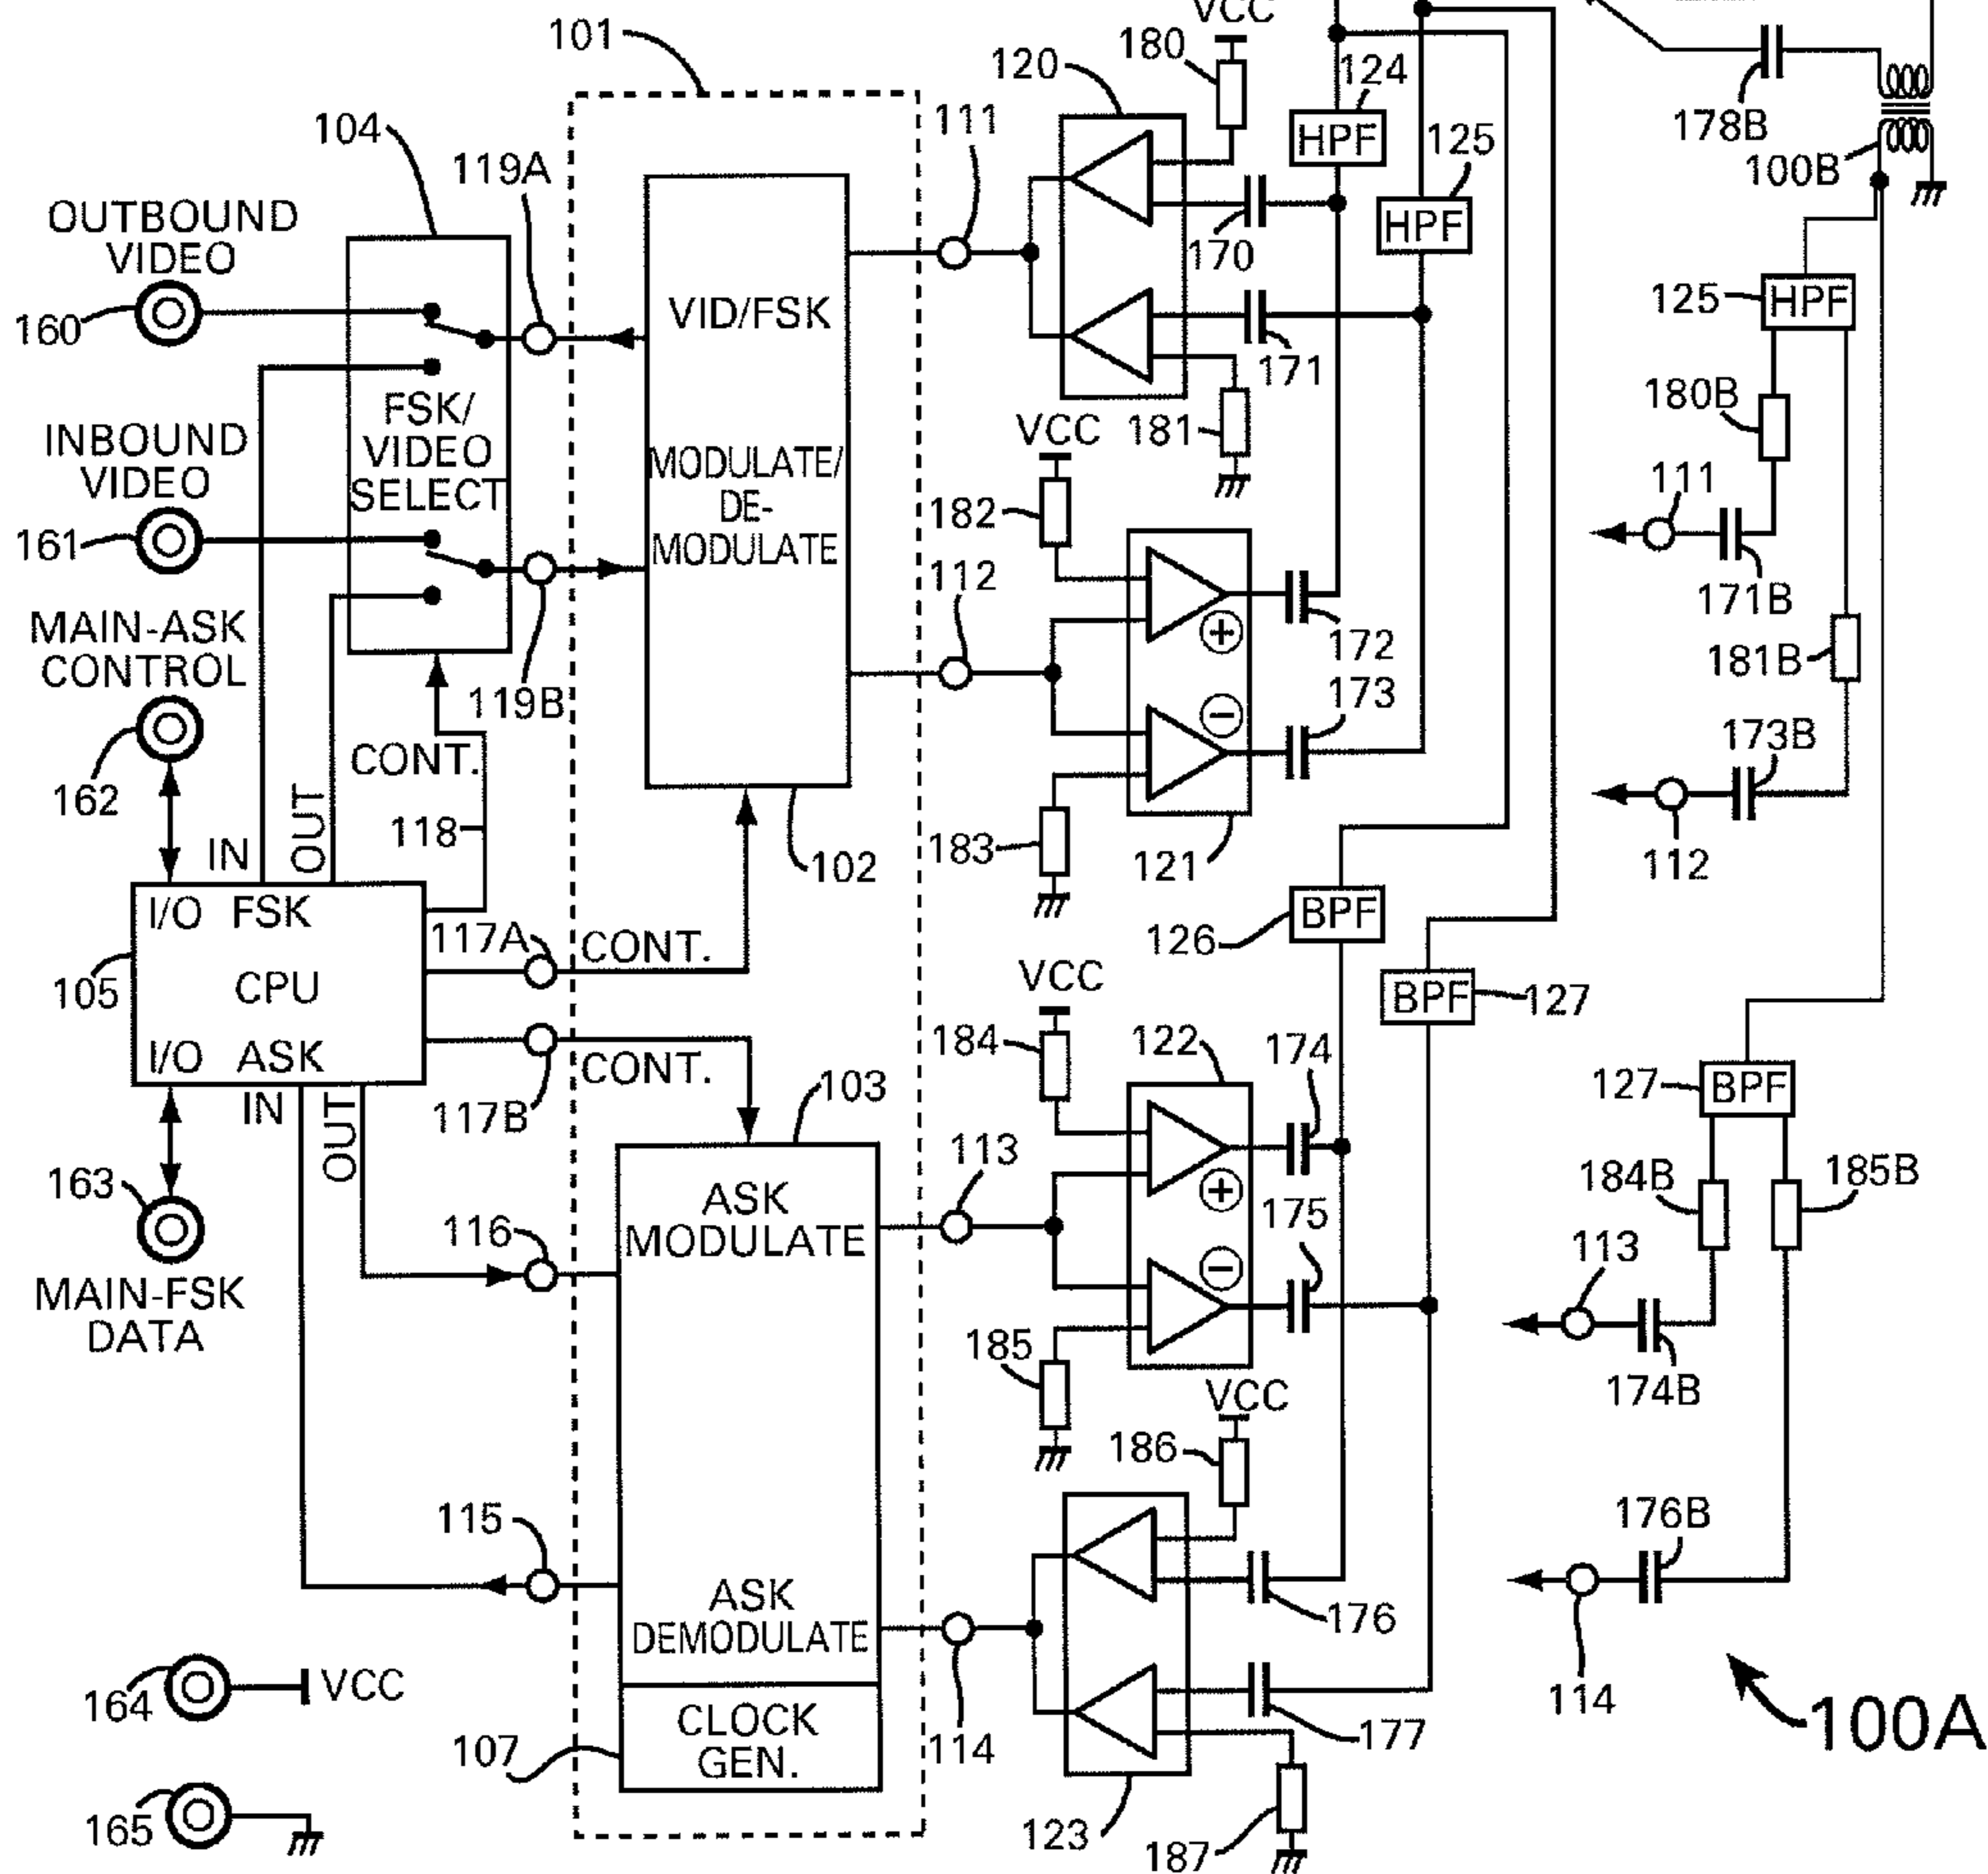 VCC
101
180
120
124
HPF
178B
104
111
125
119A
HPF
100B
OUTBOUND
VIDEO
170
VID/FSK
125
HPF
160
171
FSK/
VIDEO
SELECT
180B
VCC
181
INBOUND
VIDEO
MODULATE/
DE-
MODULATE
111
182
161
112
171B
MAIN-ASK
CONTROL
172
181B
119B
173
173B
CONT.
162
OUT
118
183
IN
102
121
112
I/O FSK
117A
CONT.
126
BPF
105
CPU
VCC
BPF
127
184
122
174
I/O ASK
CONT.
127
BPF
IN
117B
103
OUT
113
184B
185B
163
ASK
MODULATE
175
116
113
MAIN-FSK
DATA
185
174B
VCC
186
115
176B
ASK
DEMODULATE
176
164
VCC
114
CLOCK
GEN.
100A
107
114
177
165
123
187